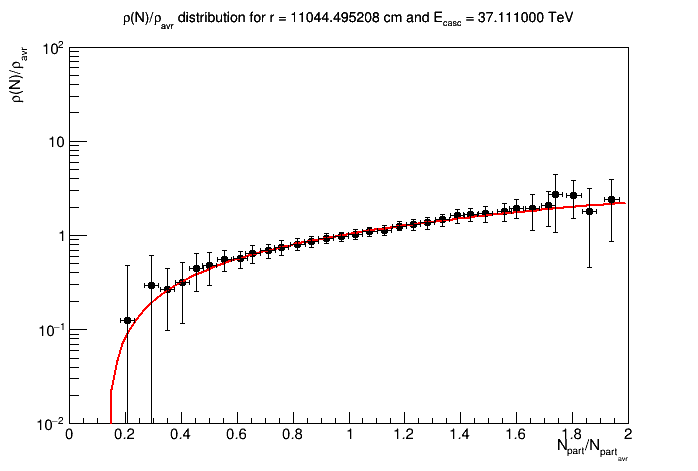 ρ(N)/ρavr distribution for r = 11044.495208 cm and Ecasc = 37.111000 TeV
ρ(N)/ρavr
10²
10
1
10⁻¹
10⁻²
0 0.2 0.4 0.6 0.8 1 1.2 1.4 1.6 1.8 2
Npart/Npartavr